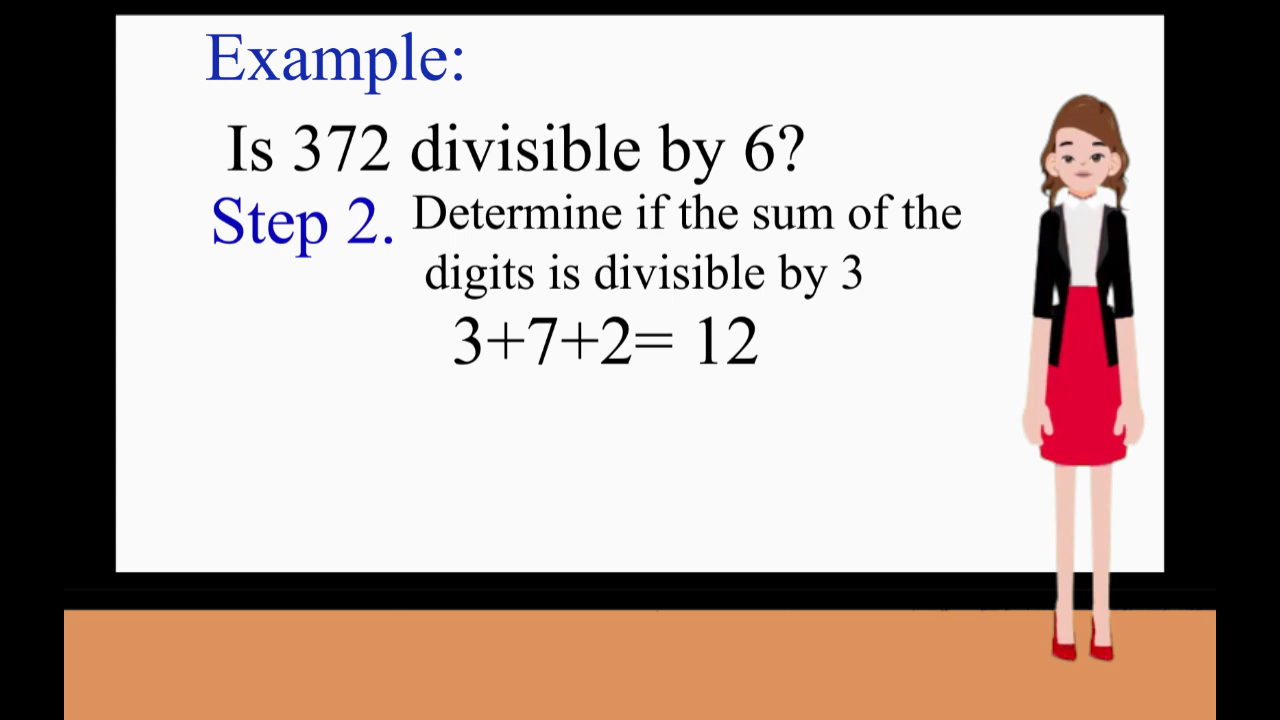 Example:
Is 372 divisible by 6?
Step 2. Determine if the sum of the
digits is divisible by 3
3+7+2= 12